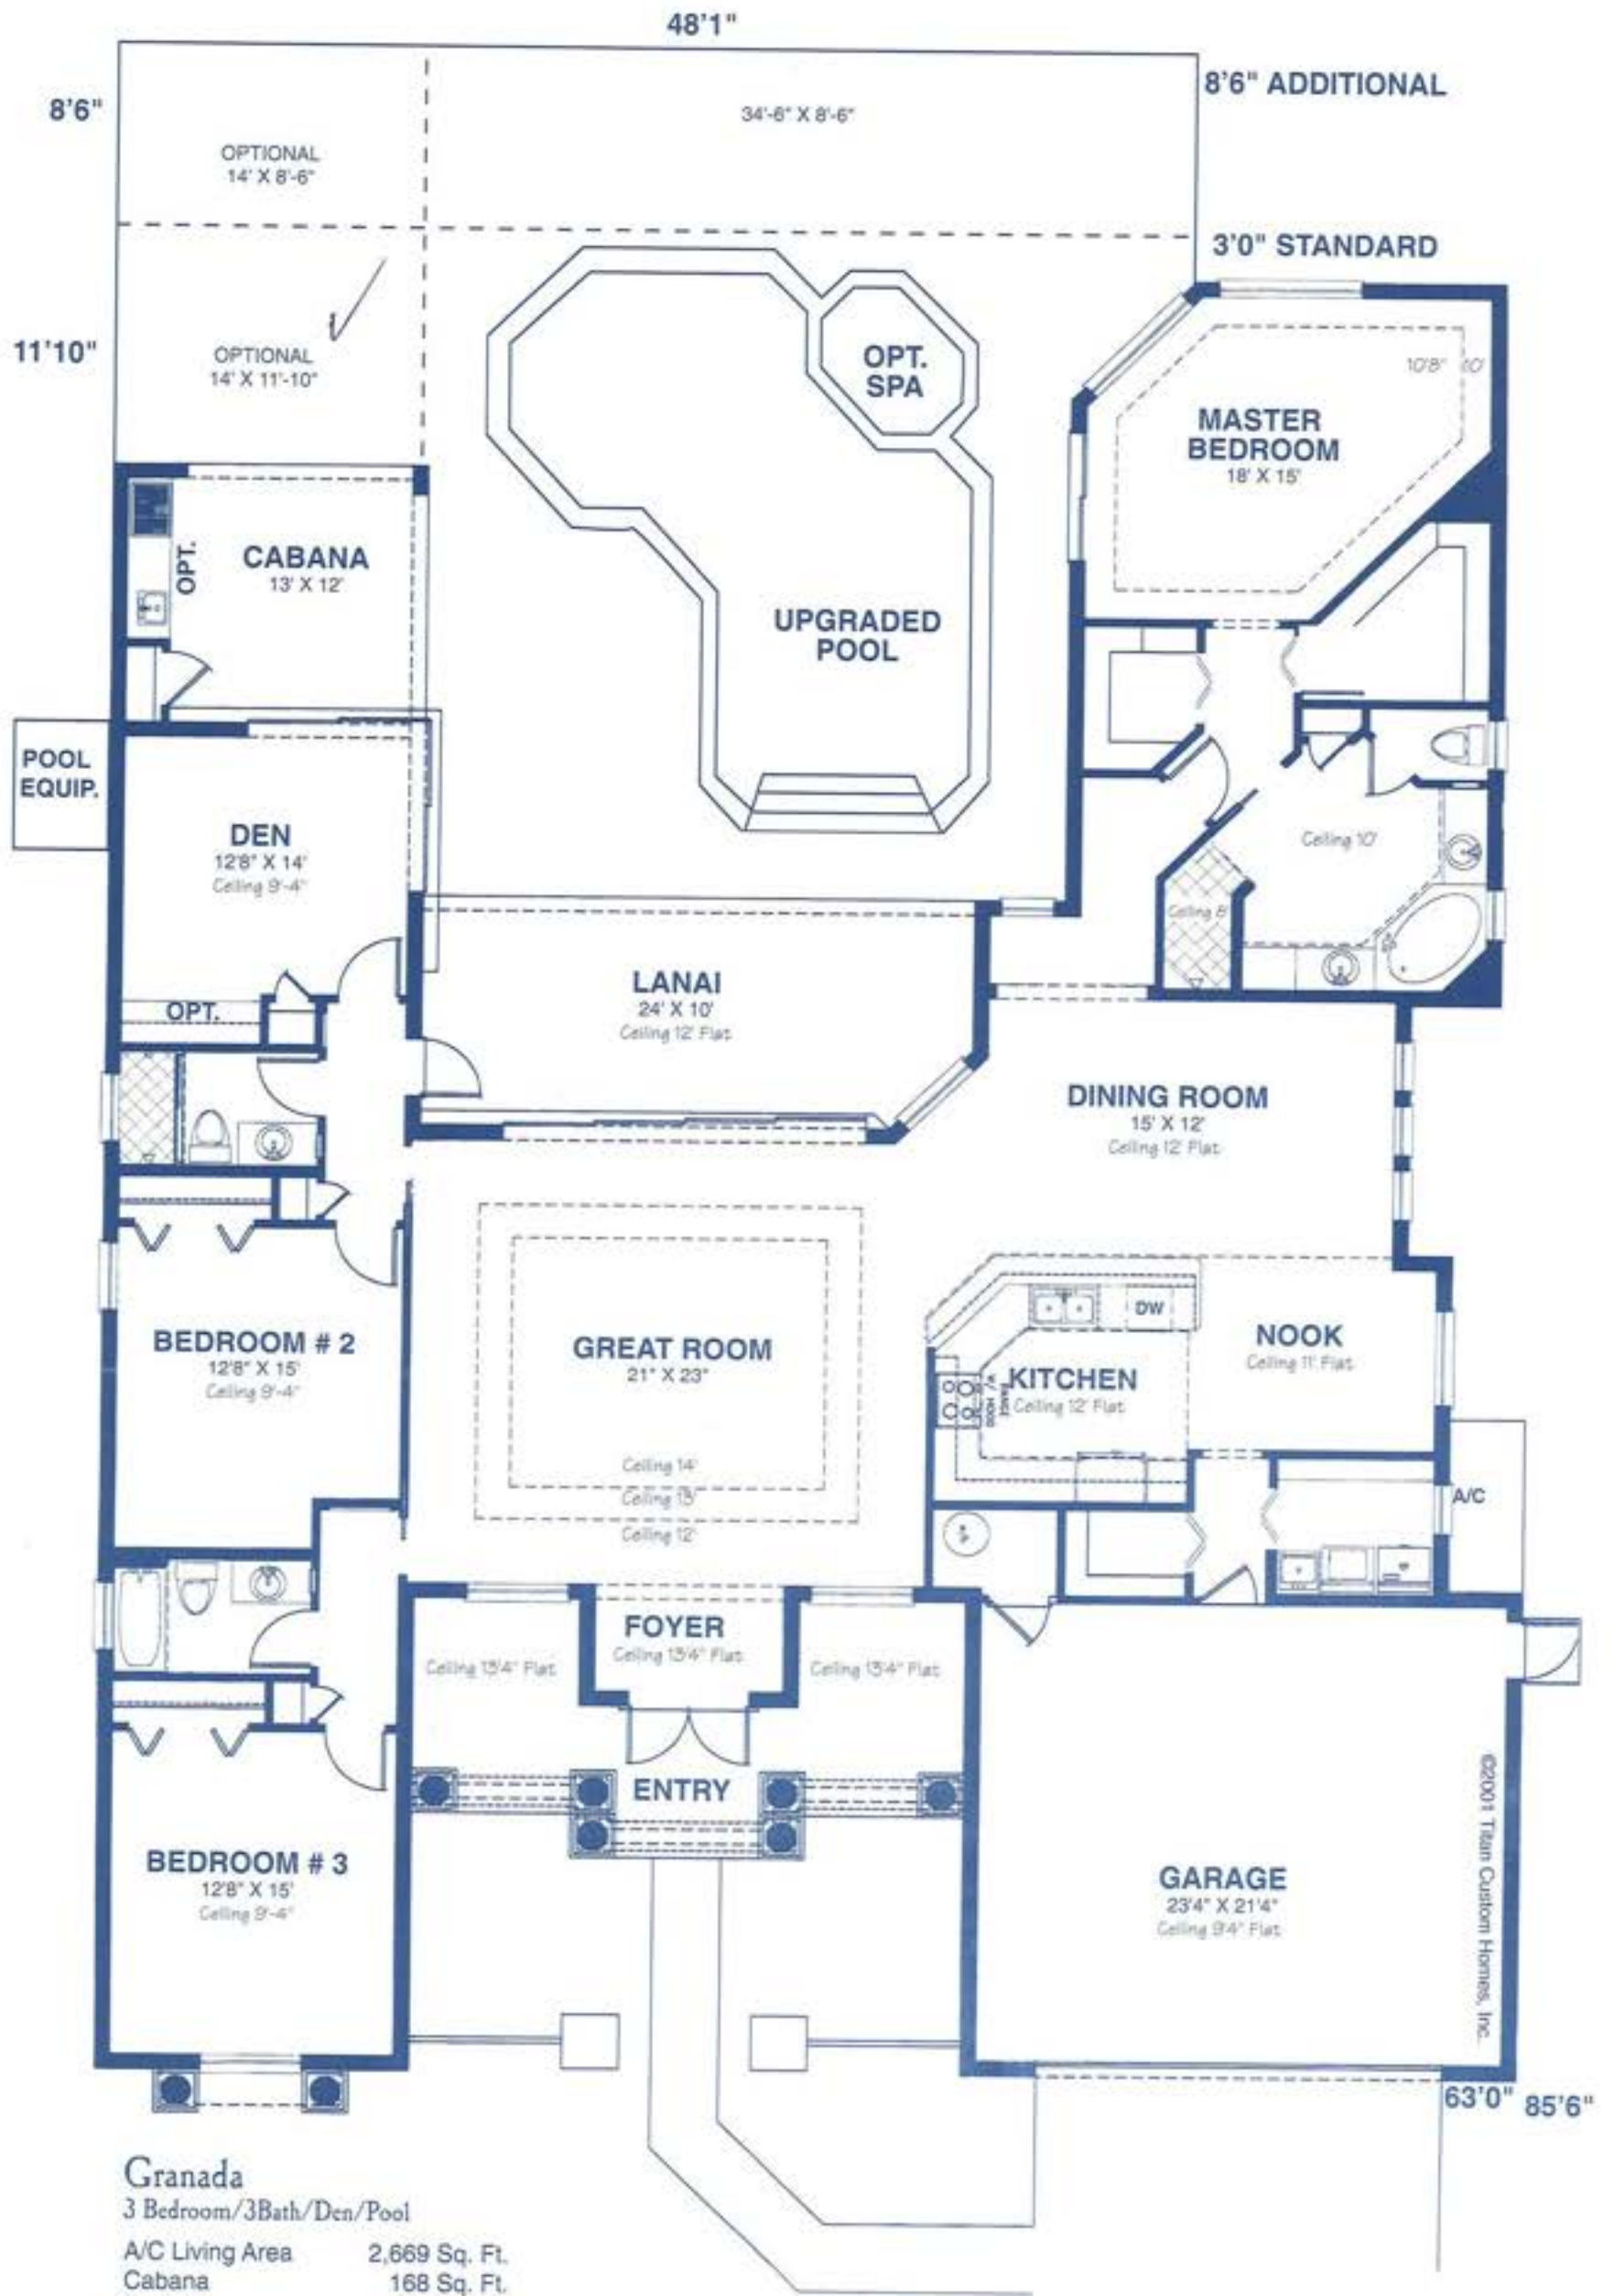 48'1"
8'6" ADDITIONAL
8'6"
34'-6" X 8'-6"
OPTIONAL
14' X 8'-6"
3'0" STANDARD
11'10"
OPTIONAL
14' X 11'-10"
OPT.
SPA
10'8" 10'
MASTER
BEDROOM
18' X 15'
OPT.
CABANA
13' X 12'
UPGRADED
POOL
POOL
EQUIP.
DEN
12'8" X 14'
Ceiling 9'-4"
Ceiling 10'
Ceiling 8'
OPT.
LANAI
24' X 10'
Ceiling 12' Flat
DINING ROOM
15' X 12'
Ceiling 12' Flat
DW
BEDROOM # 2
12'8" X 15'
Ceiling 9'-4"
GREAT ROOM
21" X 23"
NOOK
Ceiling 11' Flat
KITCHEN
Ceiling 12' Flat
RANGE
W/ HOOD
Ceiling 14'
Ceiling 13'
Ceiling 12'
A/C
FOYER
Ceiling 13'4" Flat
Ceiling 13'4" Flat
Ceiling 13'4" Flat
ENTRY
BEDROOM # 3
12'8" X 15'
Ceiling 9'-4"
GARAGE
23'4" X 21'4"
Ceiling 9'4" Flat
©2001 Titan Custom Homes, Inc.
63'0" 85'6"
Granada
3 Bedroom/3Bath/Den/Pool
A/C Living Area 2,669 Sq. Ft.
Cabana 168 Sq. Ft.